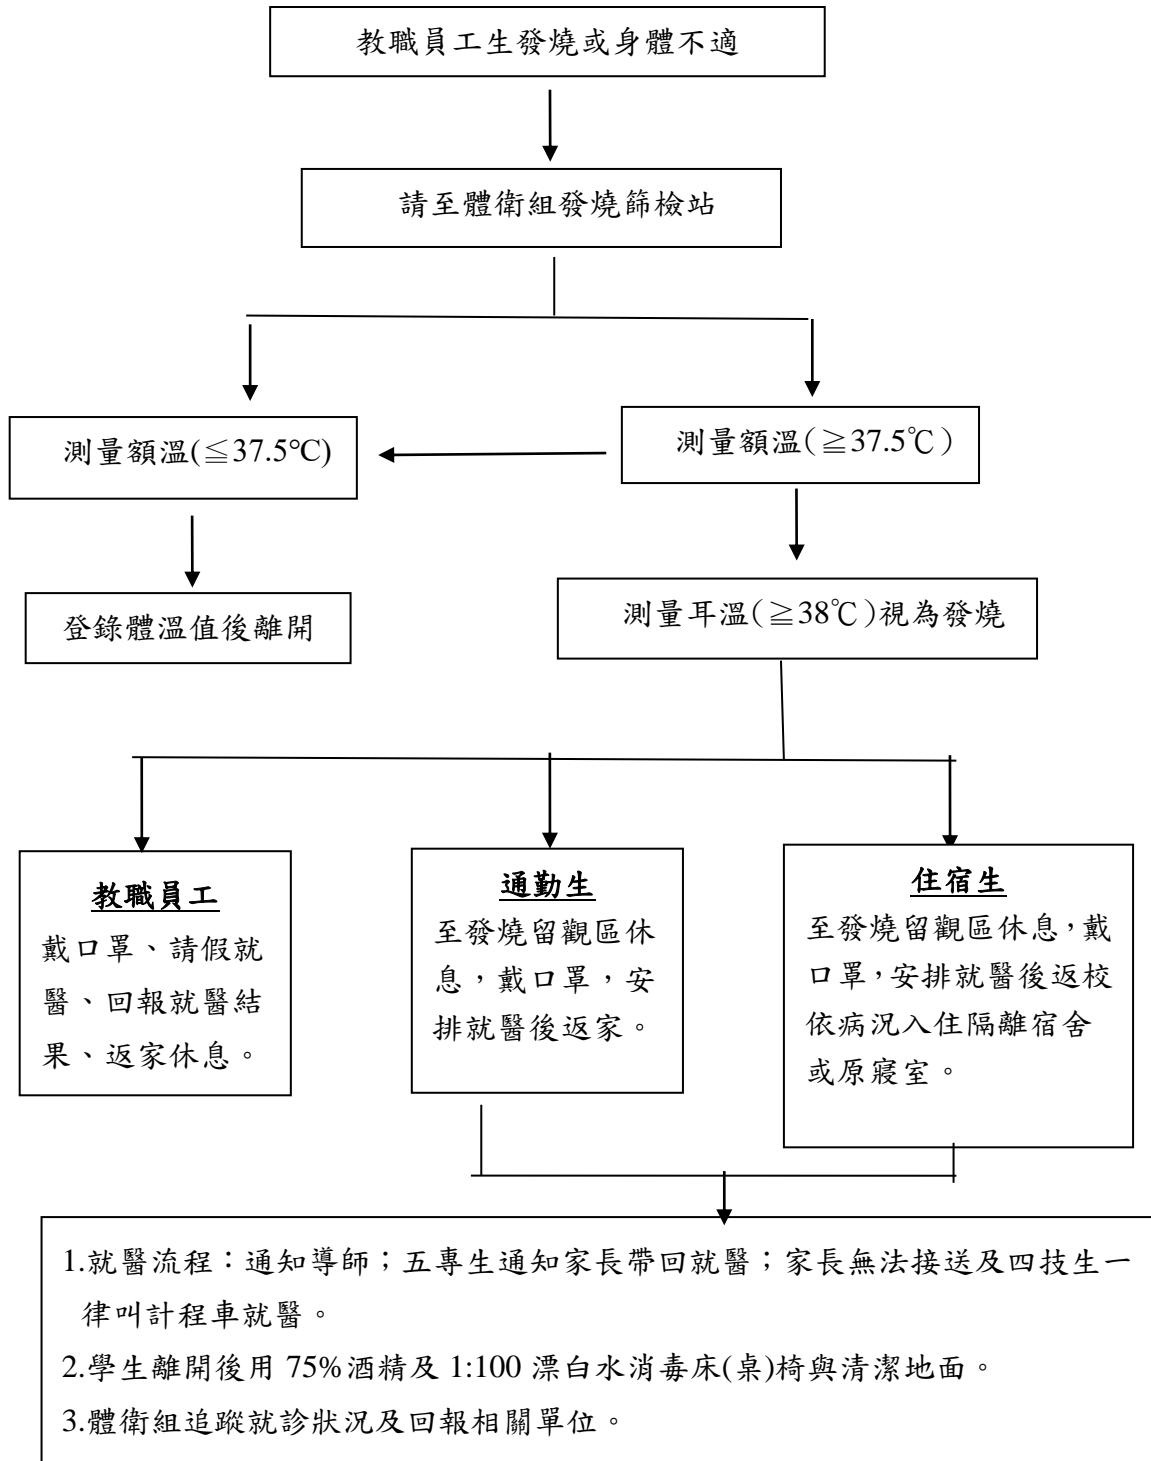 教職員工生發燒或身體不適
請至體衛組發燒篩檢站
測量額溫(≦37.5°C)
測量額溫(≧37.5℃)
登錄體溫值後離開
測量耳溫(≧38℃)視為發燒
教職員工
戴口罩、請假就
醫、回報就醫結
果、返家休息。
通勤生
至發燒留觀區休
息，戴口罩，安
排就醫後返家。
住宿生
至發燒留觀區休息，戴
口罩，安排就醫後返校
依病況入住隔離宿舍
或原寢室。
1.就醫流程：通知導師；五專生通知家長帶回就醫；家長無法接送及四技生一
律叫計程車就醫。
2.學生離開後用 75%酒精及 1:100 漂白水消毒床(桌)椅與清潔地面。
3.體衛組追蹤就診狀況及回報相關單位。